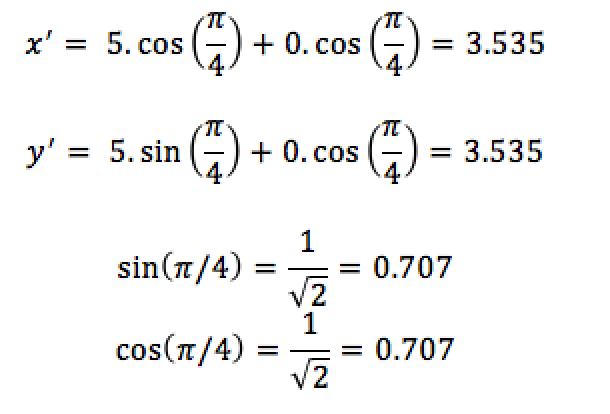 x′ = 5. cos (π/4) + 0. cos (π/4) = 3.535
y′ = 5. sin (π/4) + 0. cos (π/4) = 3.535
sin(π/4) = 1/√2 = 0.707
cos(π/4) = 1/√2 = 0.707